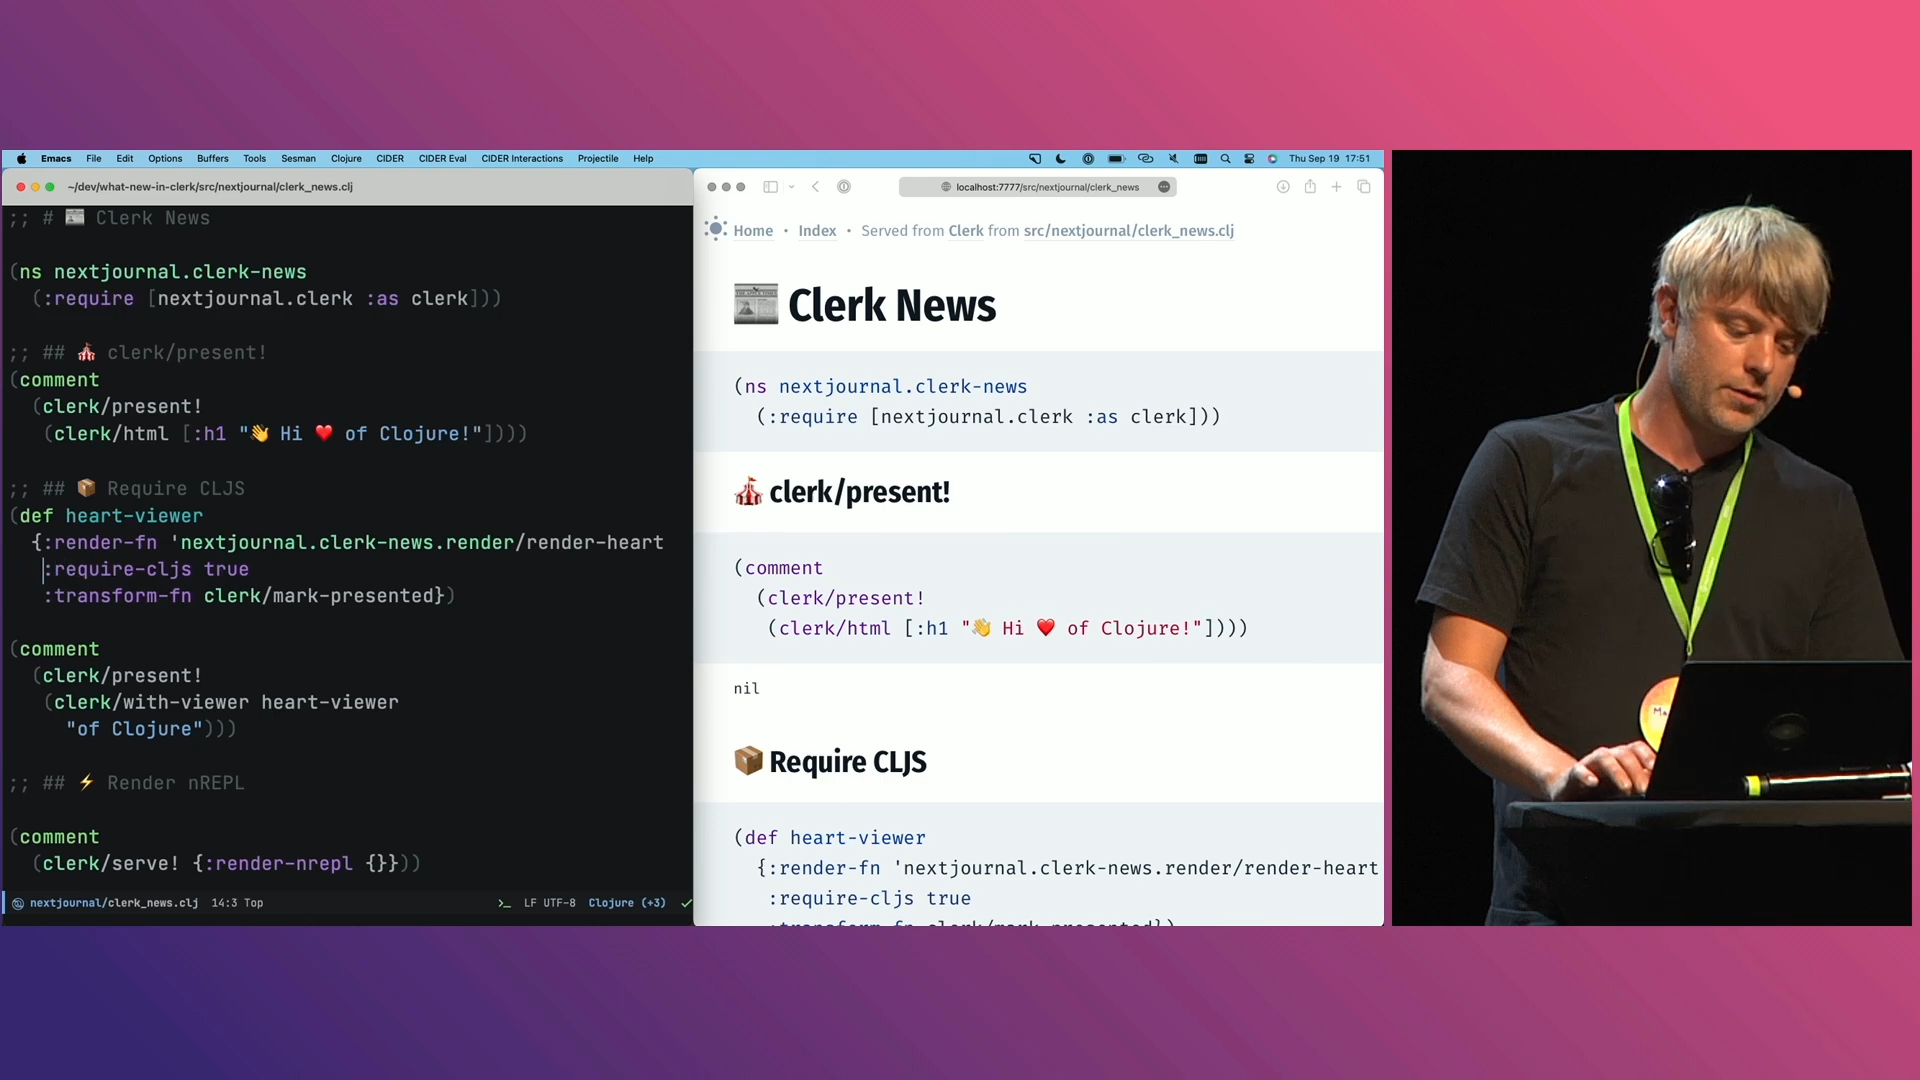 Emacs File Edit Options Buffers Tools Sesman Clojure CIDER CIDER Eval CIDER Interactions Projectile Help
Thu Sep 19 17:51
~/dev/what-new-in-clerk/src/nextjournal/clerk_news.clj
;; # 📰 Clerk News
(ns nextjournal.clerk-news
(:require [nextjournal.clerk :as clerk]))
;; ## 🎪 clerk/present!
(comment
(clerk/present!
(clerk/html [:h1 "👋 Hi ❤️ of Clojure!"])))
;; ## 📦 Require CLJS
(def heart-viewer
{:render-fn 'nextjournal.clerk-news.render/render-heart
:require-cljs true
:transform-fn clerk/mark-presented})
(comment
(clerk/present!
(clerk/with-viewer heart-viewer
"of Clojure")))
;; ## ⚡ Render nREPL
(comment
(clerk/serve! {:render-nrepl {}}))
nextjournal/clerk_news.clj 14:3 Top
LF UTF-8 Clojure (+3)
localhost:7777/src/nextjournal/clerk_news
Home • Index • Served from Clerk from src/nextjournal/clerk_news.clj
📰 Clerk News
(ns nextjournal.clerk-news
(:require [nextjournal.clerk :as clerk]))
🎪 clerk/present!
(comment
(clerk/present!
(clerk/html [:h1 "👋 Hi ❤️ of Clojure!"])))
nil
📦 Require CLJS
(def heart-viewer
{:render-fn 'nextjournal.clerk-news.render/render-heart
:require-cljs true
:transform-fn clerk/mark-presented})